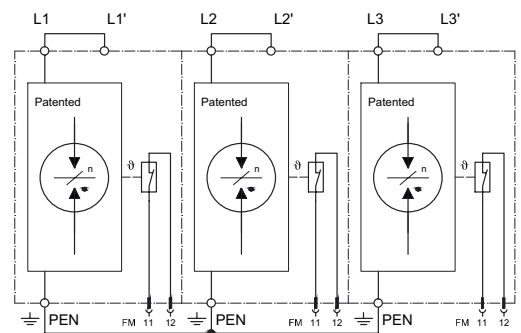 L1 L1' L2 L2' L3 L3'
Patented Patented Patented
n n n
ϑ ϑ ϑ
PEN FM 11 12 PEN FM 11 12 PEN FM 11 12